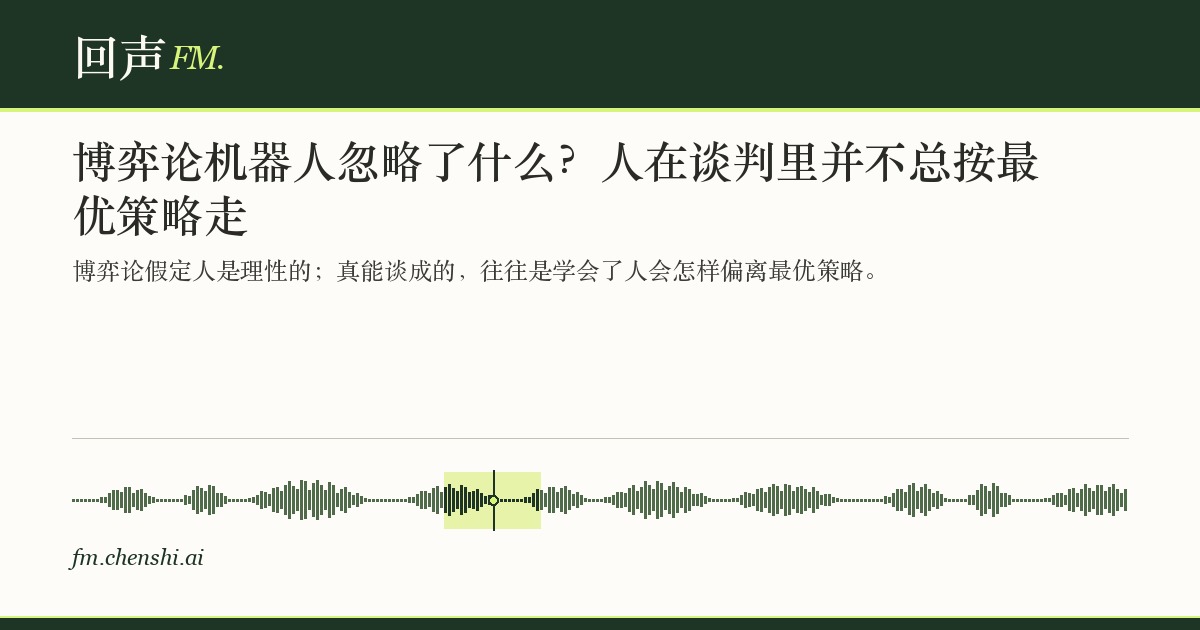 回声 FM.
博弈论机器人忽略了什么？人在谈判里并不总按最
优策略走
博弈论假定人是理性的；真能谈成的，往往是学会了人会怎样偏离最优策略。
fm.chenshi.ai